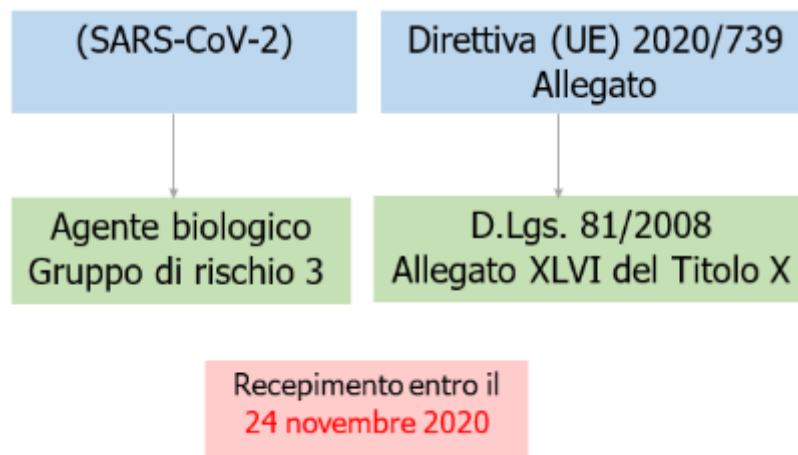 (SARS-CoV-2)
Direttiva (UE) 2020/739
Allegato
Agente biologico
Gruppo di rischio 3
D.Lgs. 81/2008
Allegato XLVI del Titolo X
Recepimento entro il
24 novembre 2020